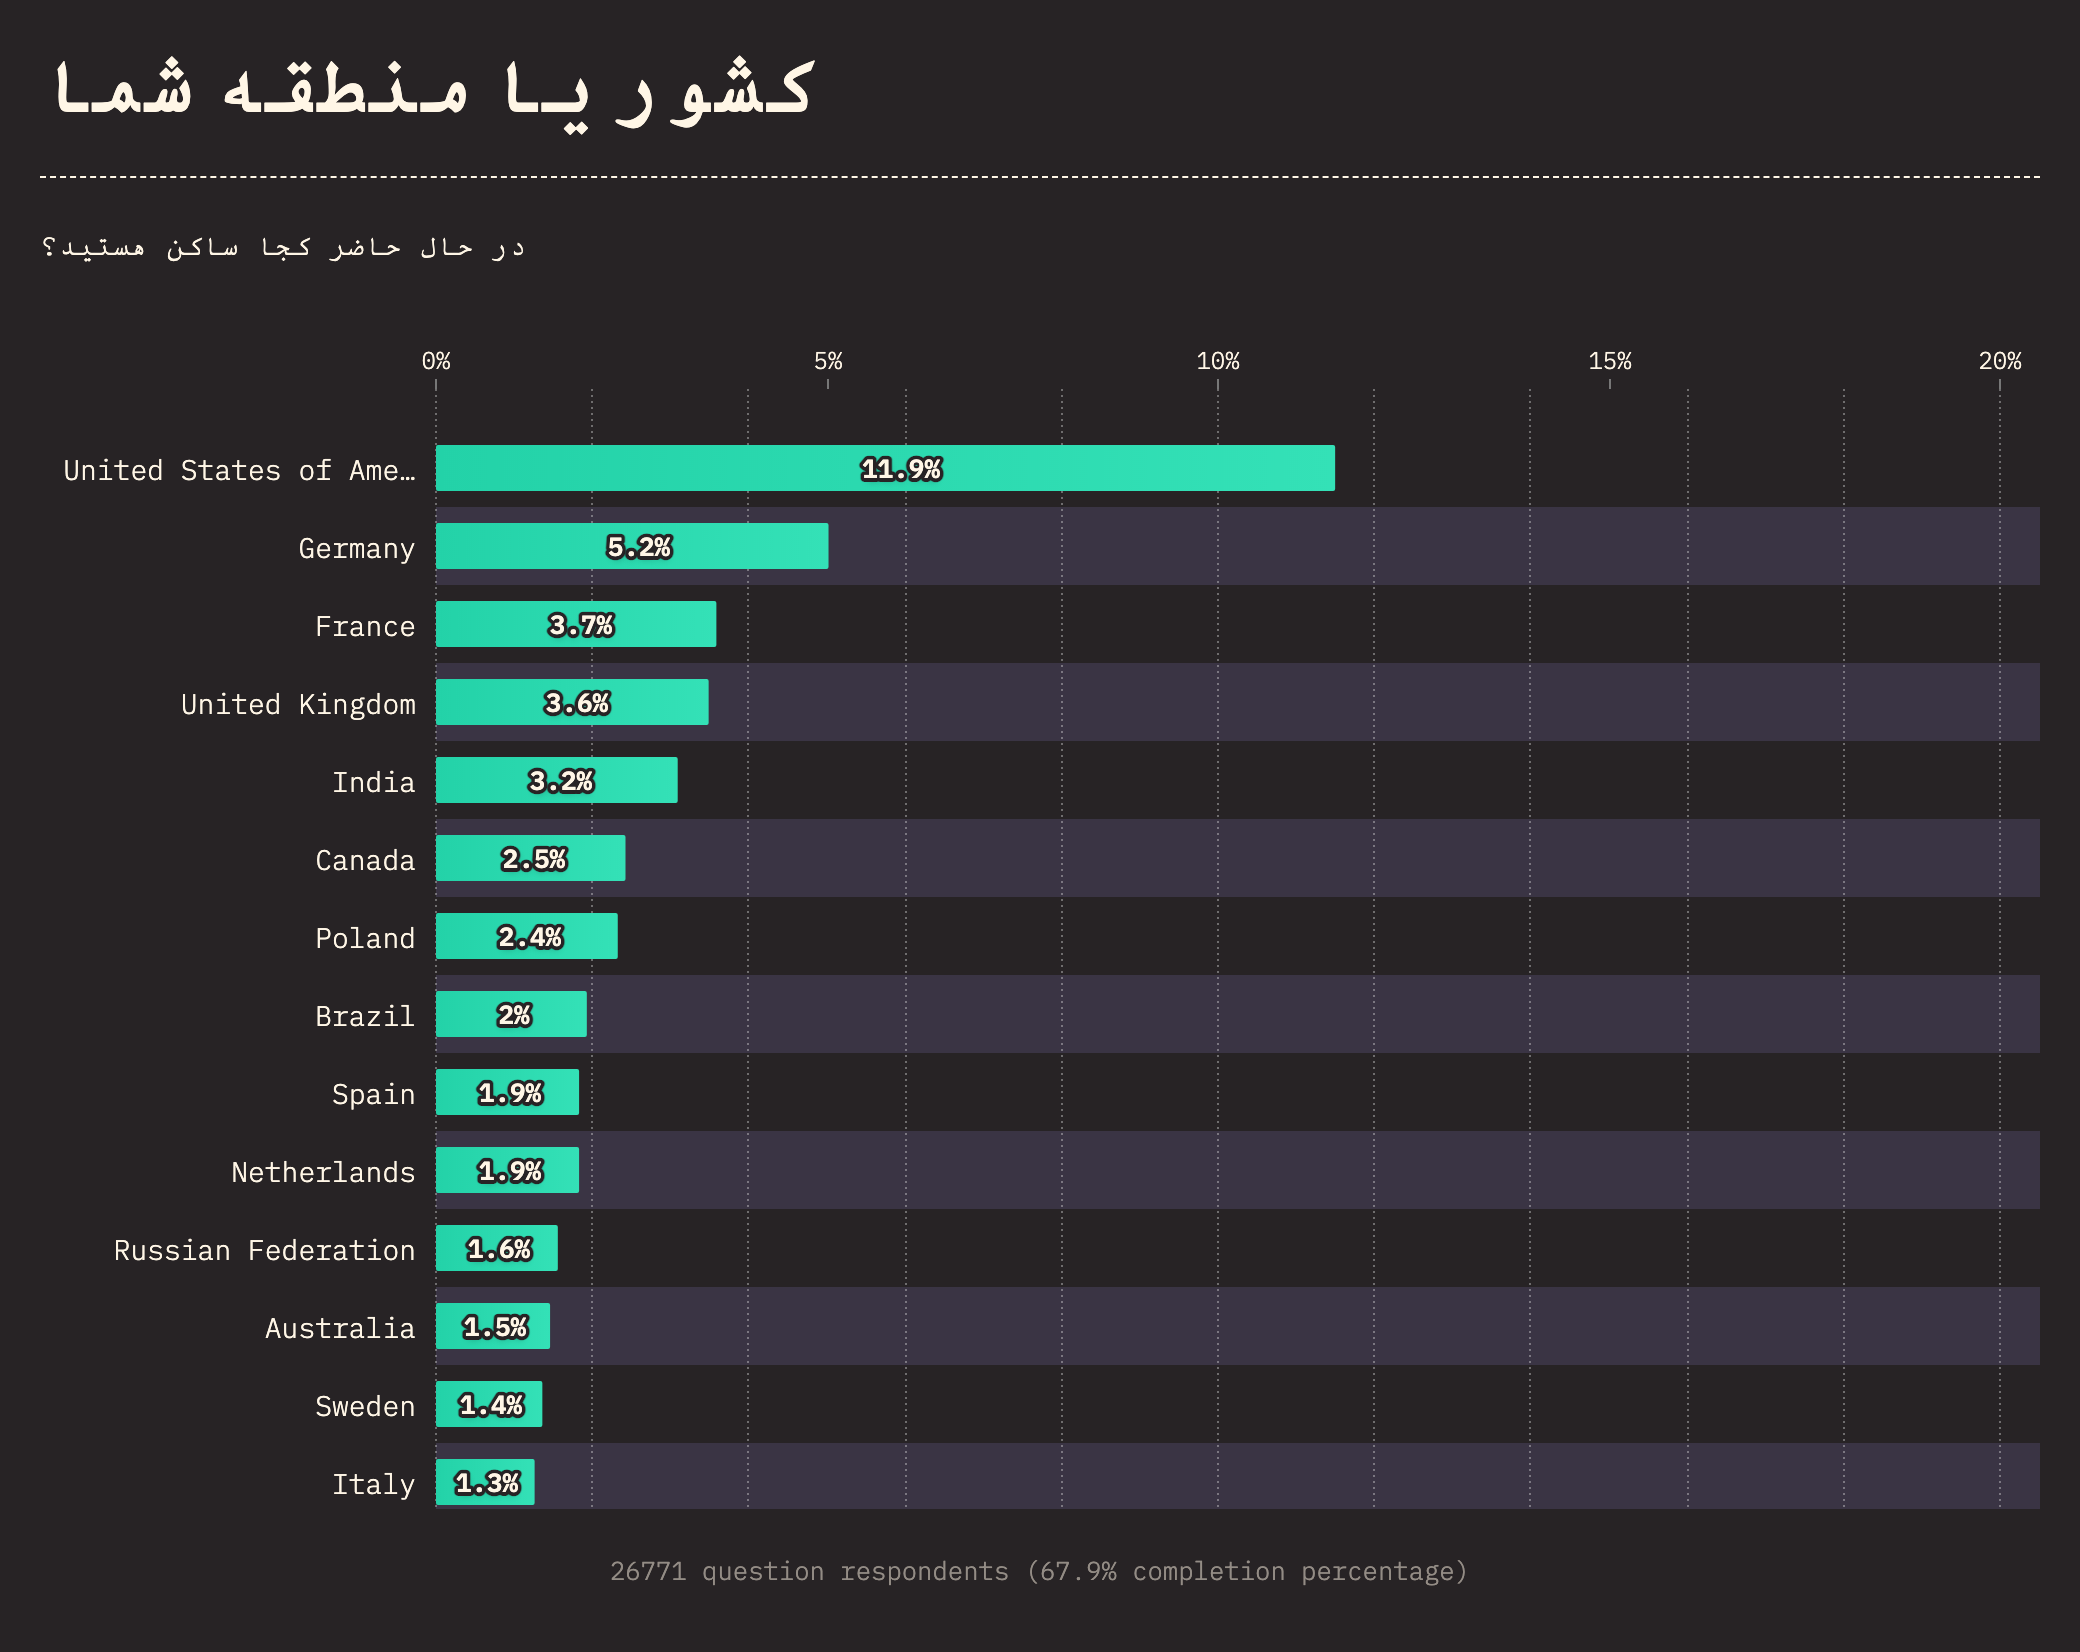 کشور یا منطقه شما
در حال حاضر کجا ساکن هستید؟
0% 5% 10% 15% 20%
United States of Ame… 11.9%
Germany 5.2%
France 3.7%
United Kingdom 3.6%
India 3.2%
Canada 2.5%
Poland 2.4%
Brazil 2%
Spain 1.9%
Netherlands 1.9%
Russian Federation 1.6%
Australia 1.5%
Sweden 1.4%
Italy 1.3%
26771 question respondents (67.9% completion percentage)